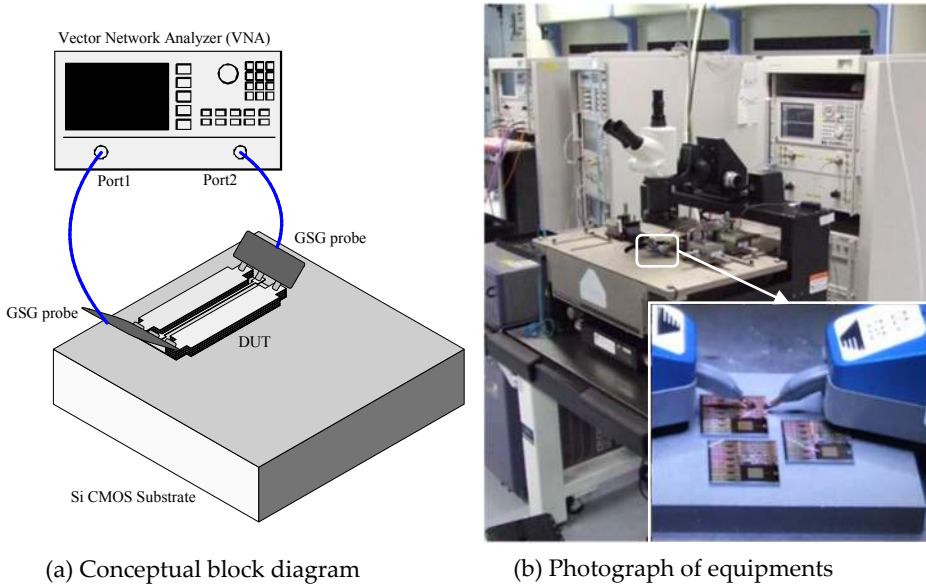 Vector Network Analyzer (VNA)
Port1
Port2
GSG probe
GSG probe
DUT
Si CMOS Substrate
(a) Conceptual block diagram
(b) Photograph of equipments